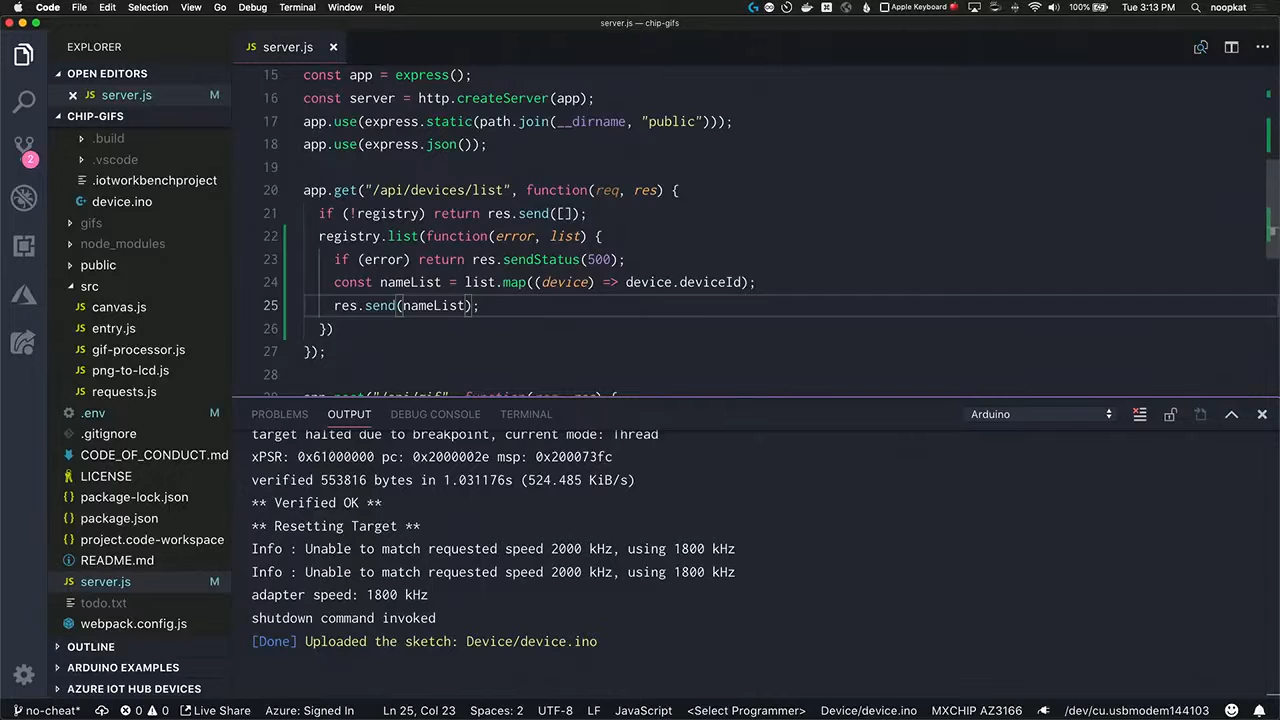 Code File Edit Selection View Go Debug Terminal Window Help Apple Keyboard 100% Tue 3:13 PM noopkat
server.js — chip-gifs
EXPLORER
OPEN EDITORS
JS server.js M
CHIP-GIFS
.build
.vscode
.iotworkbenchproject
device.ino
gifs
node_modules
public
src
JS canvas.js
JS entry.js
JS gif-processor.js
JS png-to-lcd.js
JS requests.js
.env M
.gitignore
CODE_OF_CONDUCT.md
LICENSE
{} package-lock.json
{} package.json
{} project.code-workspace
README.md
JS server.js M
todo.txt
webpack.config.js
OUTLINE
ARDUINO EXAMPLES
AZURE IOT HUB DEVICES
2
JS server.js
15 const app = express();
16 const server = http.createServer(app);
17 app.use(express.static(path.join(__dirname, "public")));
18 app.use(express.json());
19
20 app.get("/api/devices/list", function(req, res) {
21 if (!registry) return res.send([]);
22 registry.list(function(error, list) {
23 if (error) return res.sendStatus(500);
24 const nameList = list.map((device) => device.deviceId);
25 res.send(nameList);
26 })
27 });
28
PROBLEMS OUTPUT DEBUG CONSOLE TERMINAL Arduino
target halted due to breakpoint, current mode: Thread
xPSR: 0x61000000 pc: 0x2000002e msp: 0x200073fc
verified 553816 bytes in 1.031176s (524.485 KiB/s)
** Verified OK **
** Resetting Target **
Info : Unable to match requested speed 2000 kHz, using 1800 kHz
Info : Unable to match requested speed 2000 kHz, using 1800 kHz
adapter speed: 1800 kHz
shutdown command invoked
[Done] Uploaded the sketch: Device/device.ino
no-cheat* 0 0 Live Share Azure: Signed In Ln 25, Col 23 Spaces: 2 UTF-8 LF JavaScript <Select Programmer> Device/device.ino MXCHIP AZ3166 /dev/cu.usbmodem144103